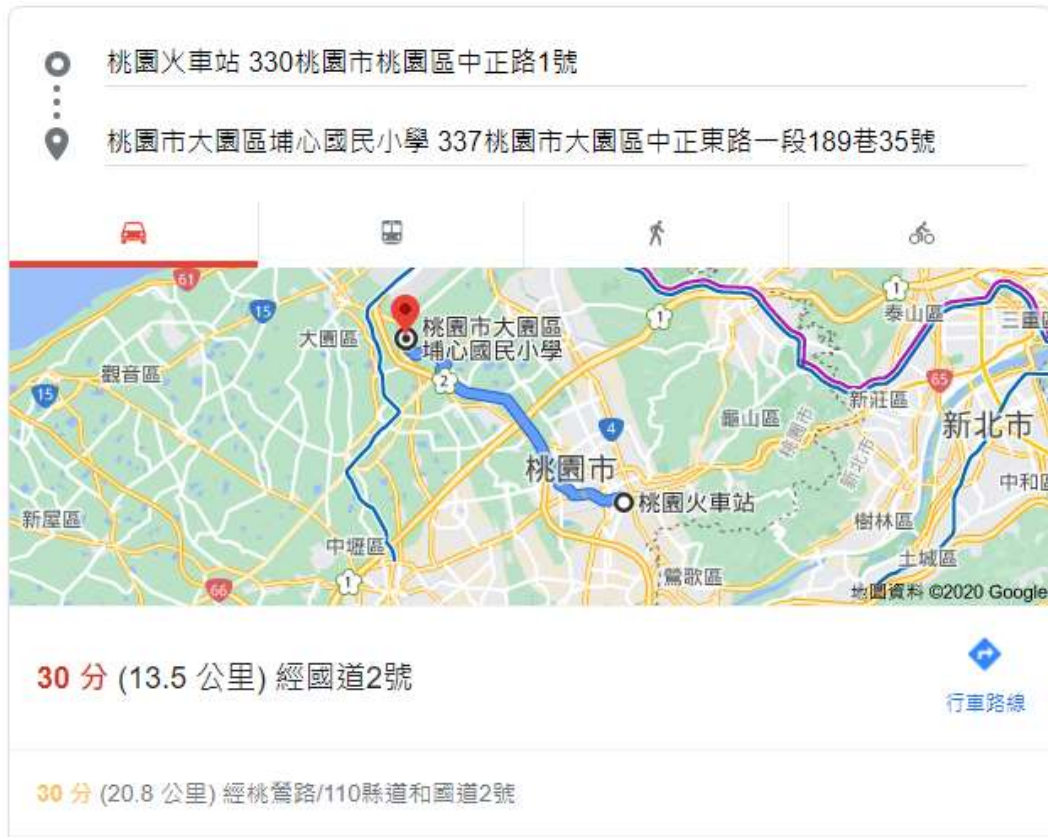 桃園火車站 330桃園市桃園區中正路1號
桃園市大園區埔心國民小學 337桃園市大園區中正東路一段189巷35號
61
15
1
1
泰山區
三重
大園區
桃園市大園區
埔心國民小學
觀音區
15
2
65
新莊區
龜山區
4
桃園市
新北市
新北市
桃園市
中和
桃園火車站
新屋區
樹林區
中壢區
土城區
1
66
鶯歌區
地圖資料 ©2020 Google
30 分 (13.5 公里) 經國道2號
行車路線
30 分 (20.8 公里) 經桃鶯路/110縣道和國道2號